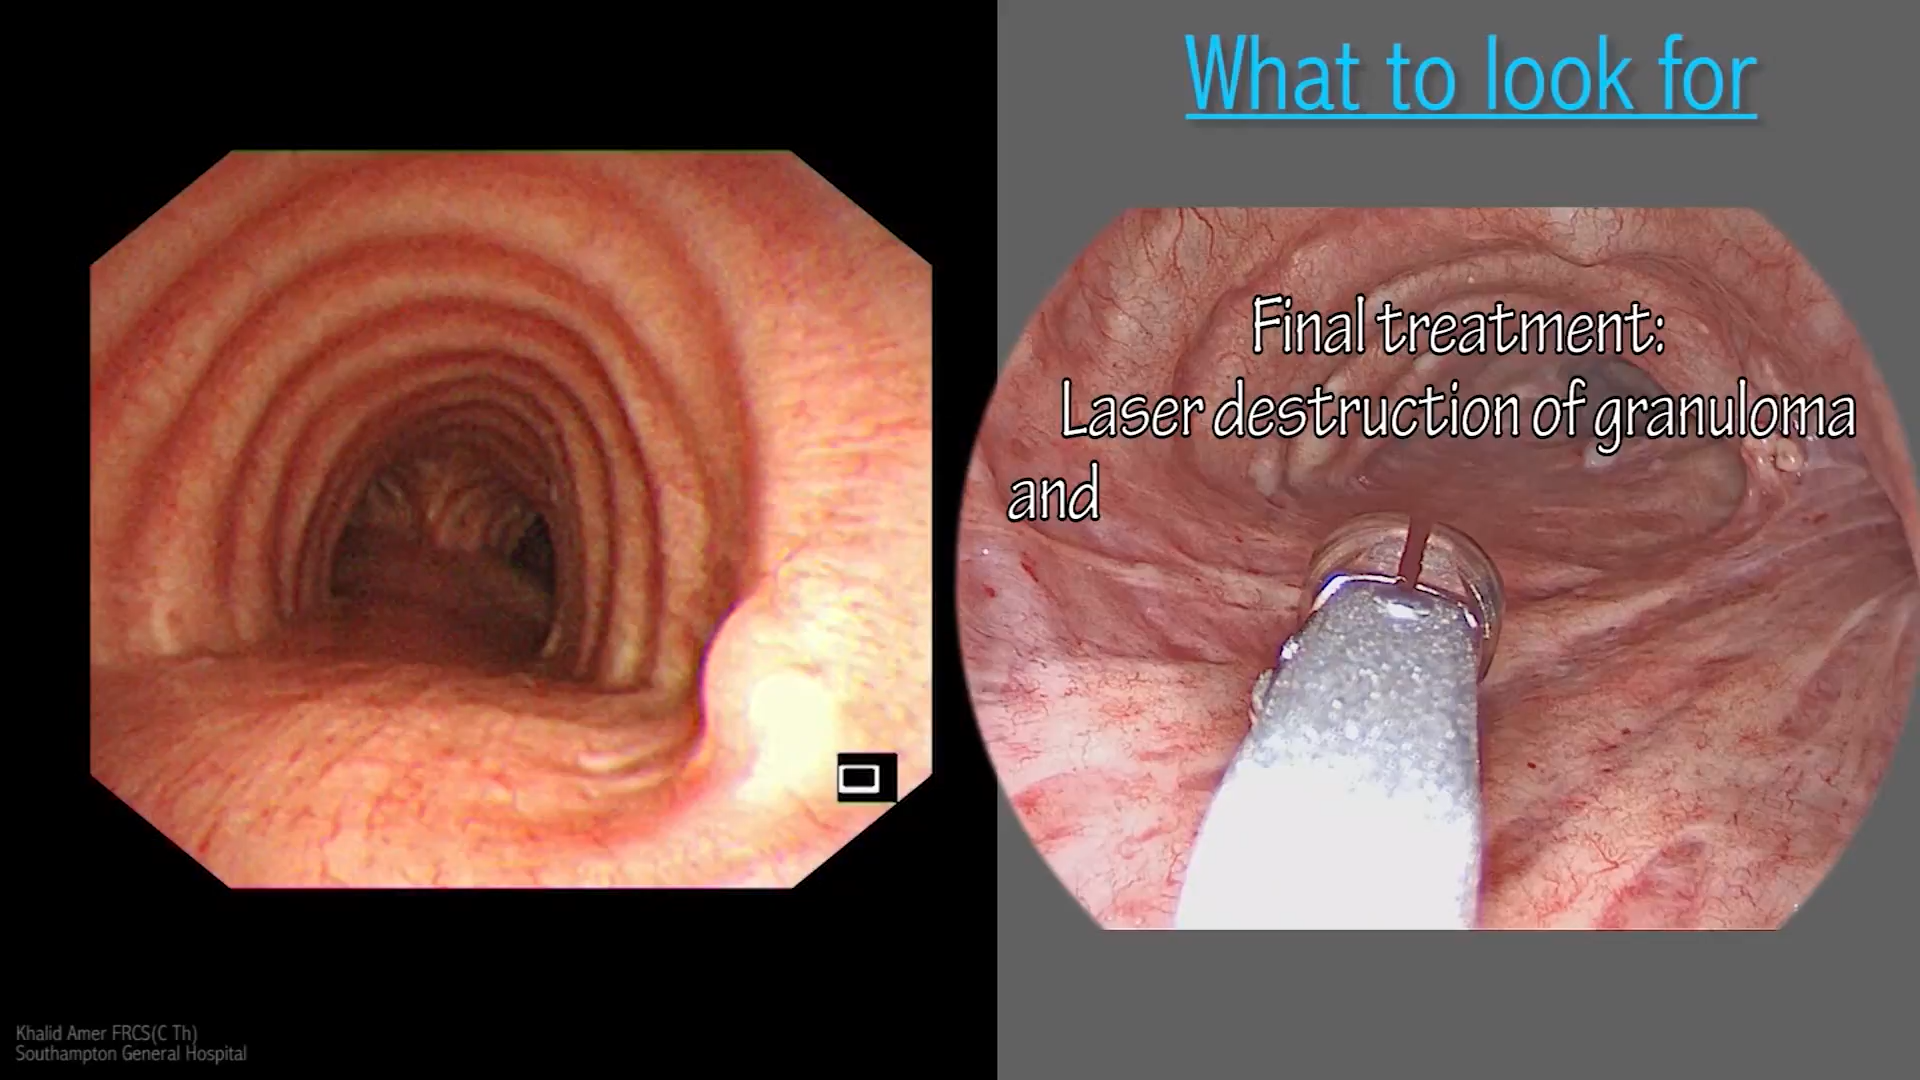 What to look for
Final treatment:
Laser destruction of granuloma
and
Khalid Amer FRCS(C Th)
Southampton General Hospital